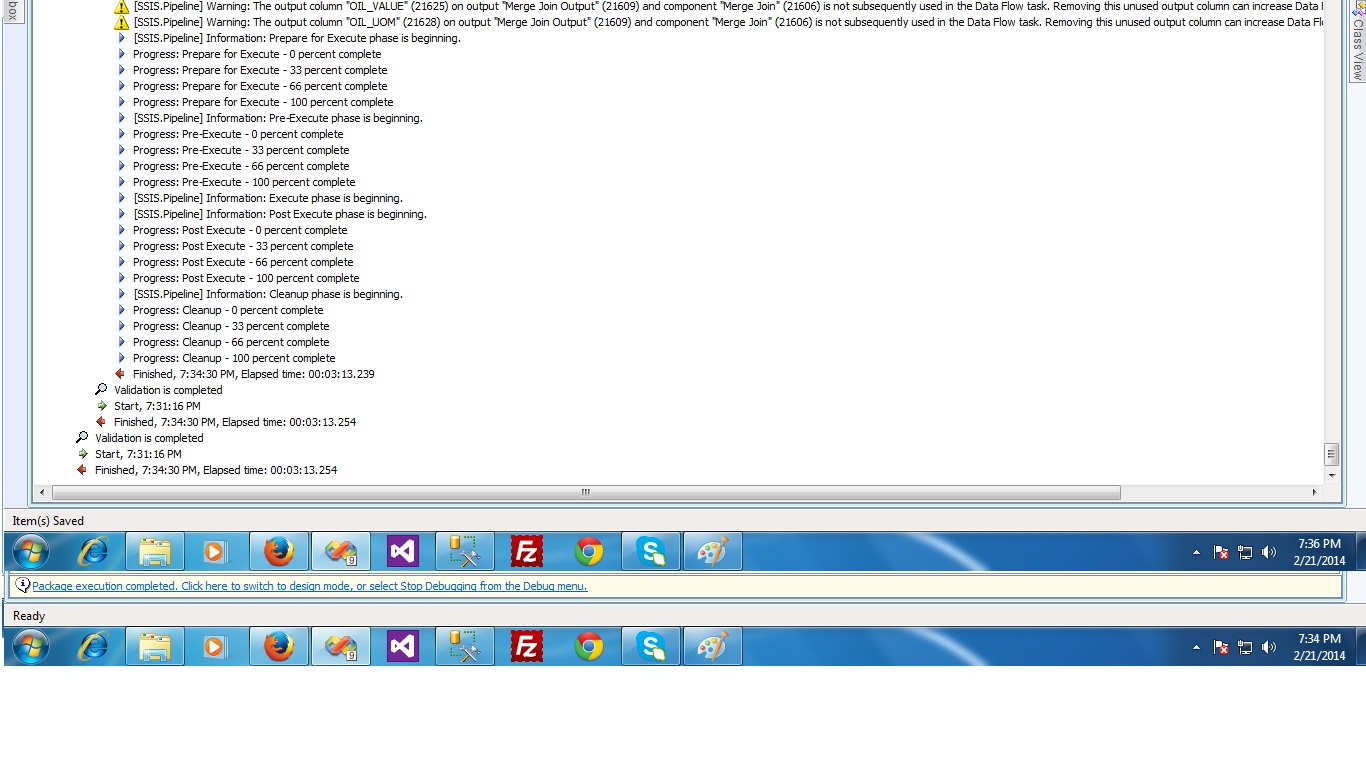 [SSIS.Pipeline] Warning: The output column "OIL_VALUE" (21625) on output "Merge Join Output" (21609) and component "Merge Join" (21606) is not subsequently used in the Data Flow task. Removing this unused output column can increase Data
[SSIS.Pipeline] Warning: The output column "OIL_UOM" (21628) on output "Merge Join Output" (21609) and component "Merge Join" (21606) is not subsequently used in the Data Flow task. Removing this unused output column can increase Data Fl
[SSIS.Pipeline] Information: Prepare for Execute phase is beginning.
Progress: Prepare for Execute - 0 percent complete
Progress: Prepare for Execute - 33 percent complete
Progress: Prepare for Execute - 66 percent complete
Progress: Prepare for Execute - 100 percent complete
[SSIS.Pipeline] Information: Pre-Execute phase is beginning.
Progress: Pre-Execute - 0 percent complete
Progress: Pre-Execute - 33 percent complete
Progress: Pre-Execute - 66 percent complete
Progress: Pre-Execute - 100 percent complete
[SSIS.Pipeline] Information: Execute phase is beginning.
[SSIS.Pipeline] Information: Post Execute phase is beginning.
Progress: Post Execute - 0 percent complete
Progress: Post Execute - 33 percent complete
Progress: Post Execute - 66 percent complete
Progress: Post Execute - 100 percent complete
[SSIS.Pipeline] Information: Cleanup phase is beginning.
Progress: Cleanup - 0 percent complete
Progress: Cleanup - 33 percent complete
Progress: Cleanup - 66 percent complete
Progress: Cleanup - 100 percent complete
Finished, 7:34:30 PM, Elapsed time: 00:03:13.239
Validation is completed
Start, 7:31:16 PM
Finished, 7:34:30 PM, Elapsed time: 00:03:13.254
Validation is completed
Start, 7:31:16 PM
Finished, 7:34:30 PM, Elapsed time: 00:03:13.254
box
Class View
Item(s) Saved
9
Fz
S
7:36 PM
2/21/2014
Package execution completed. Click here to switch to design mode, or select Stop Debugging from the Debug menu.
Ready
9
Fz
S
7:34 PM
2/21/2014